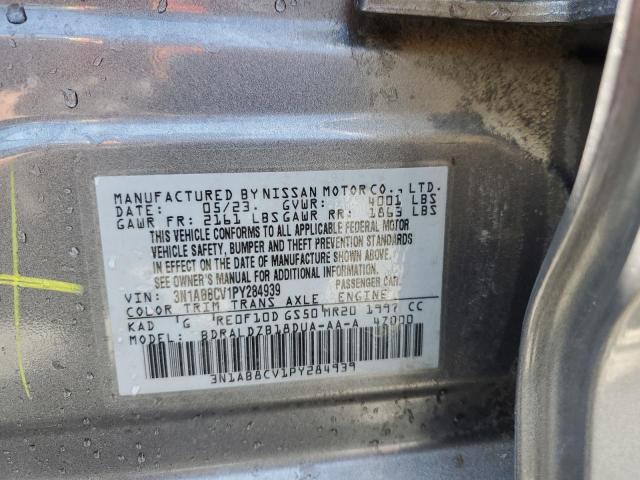 MANUFACTURED BY NISSAN MOTOR CO., LTD.
DATE: 05/23. GVWR: 4001 LBS
GAWR FR: 2161 LBS GAWR RR: 1863 LBS
THIS VEHICLE CONFORMS TO ALL APPLICABLE FEDERAL MOTOR
VEHICLE SAFETY, BUMPER AND THEFT PREVENTION STANDARDS
IN EFFECT ON THE DATE OF MANUFACTURE SHOWN ABOVE.
SEE OWNER'S MANUAL FOR ADDITIONAL INFORMATION.
VIN: 3N1AB8CV1PY284939 PASSENGER CAR.
COLOR TRIM TRANS AXLE ENGINE
KAD G RE0F10D GS50 MR20 1997 CC
MODEL: BDRALDZB18DUA-AA-A 4Z000
3N1AB8CV1PY284939